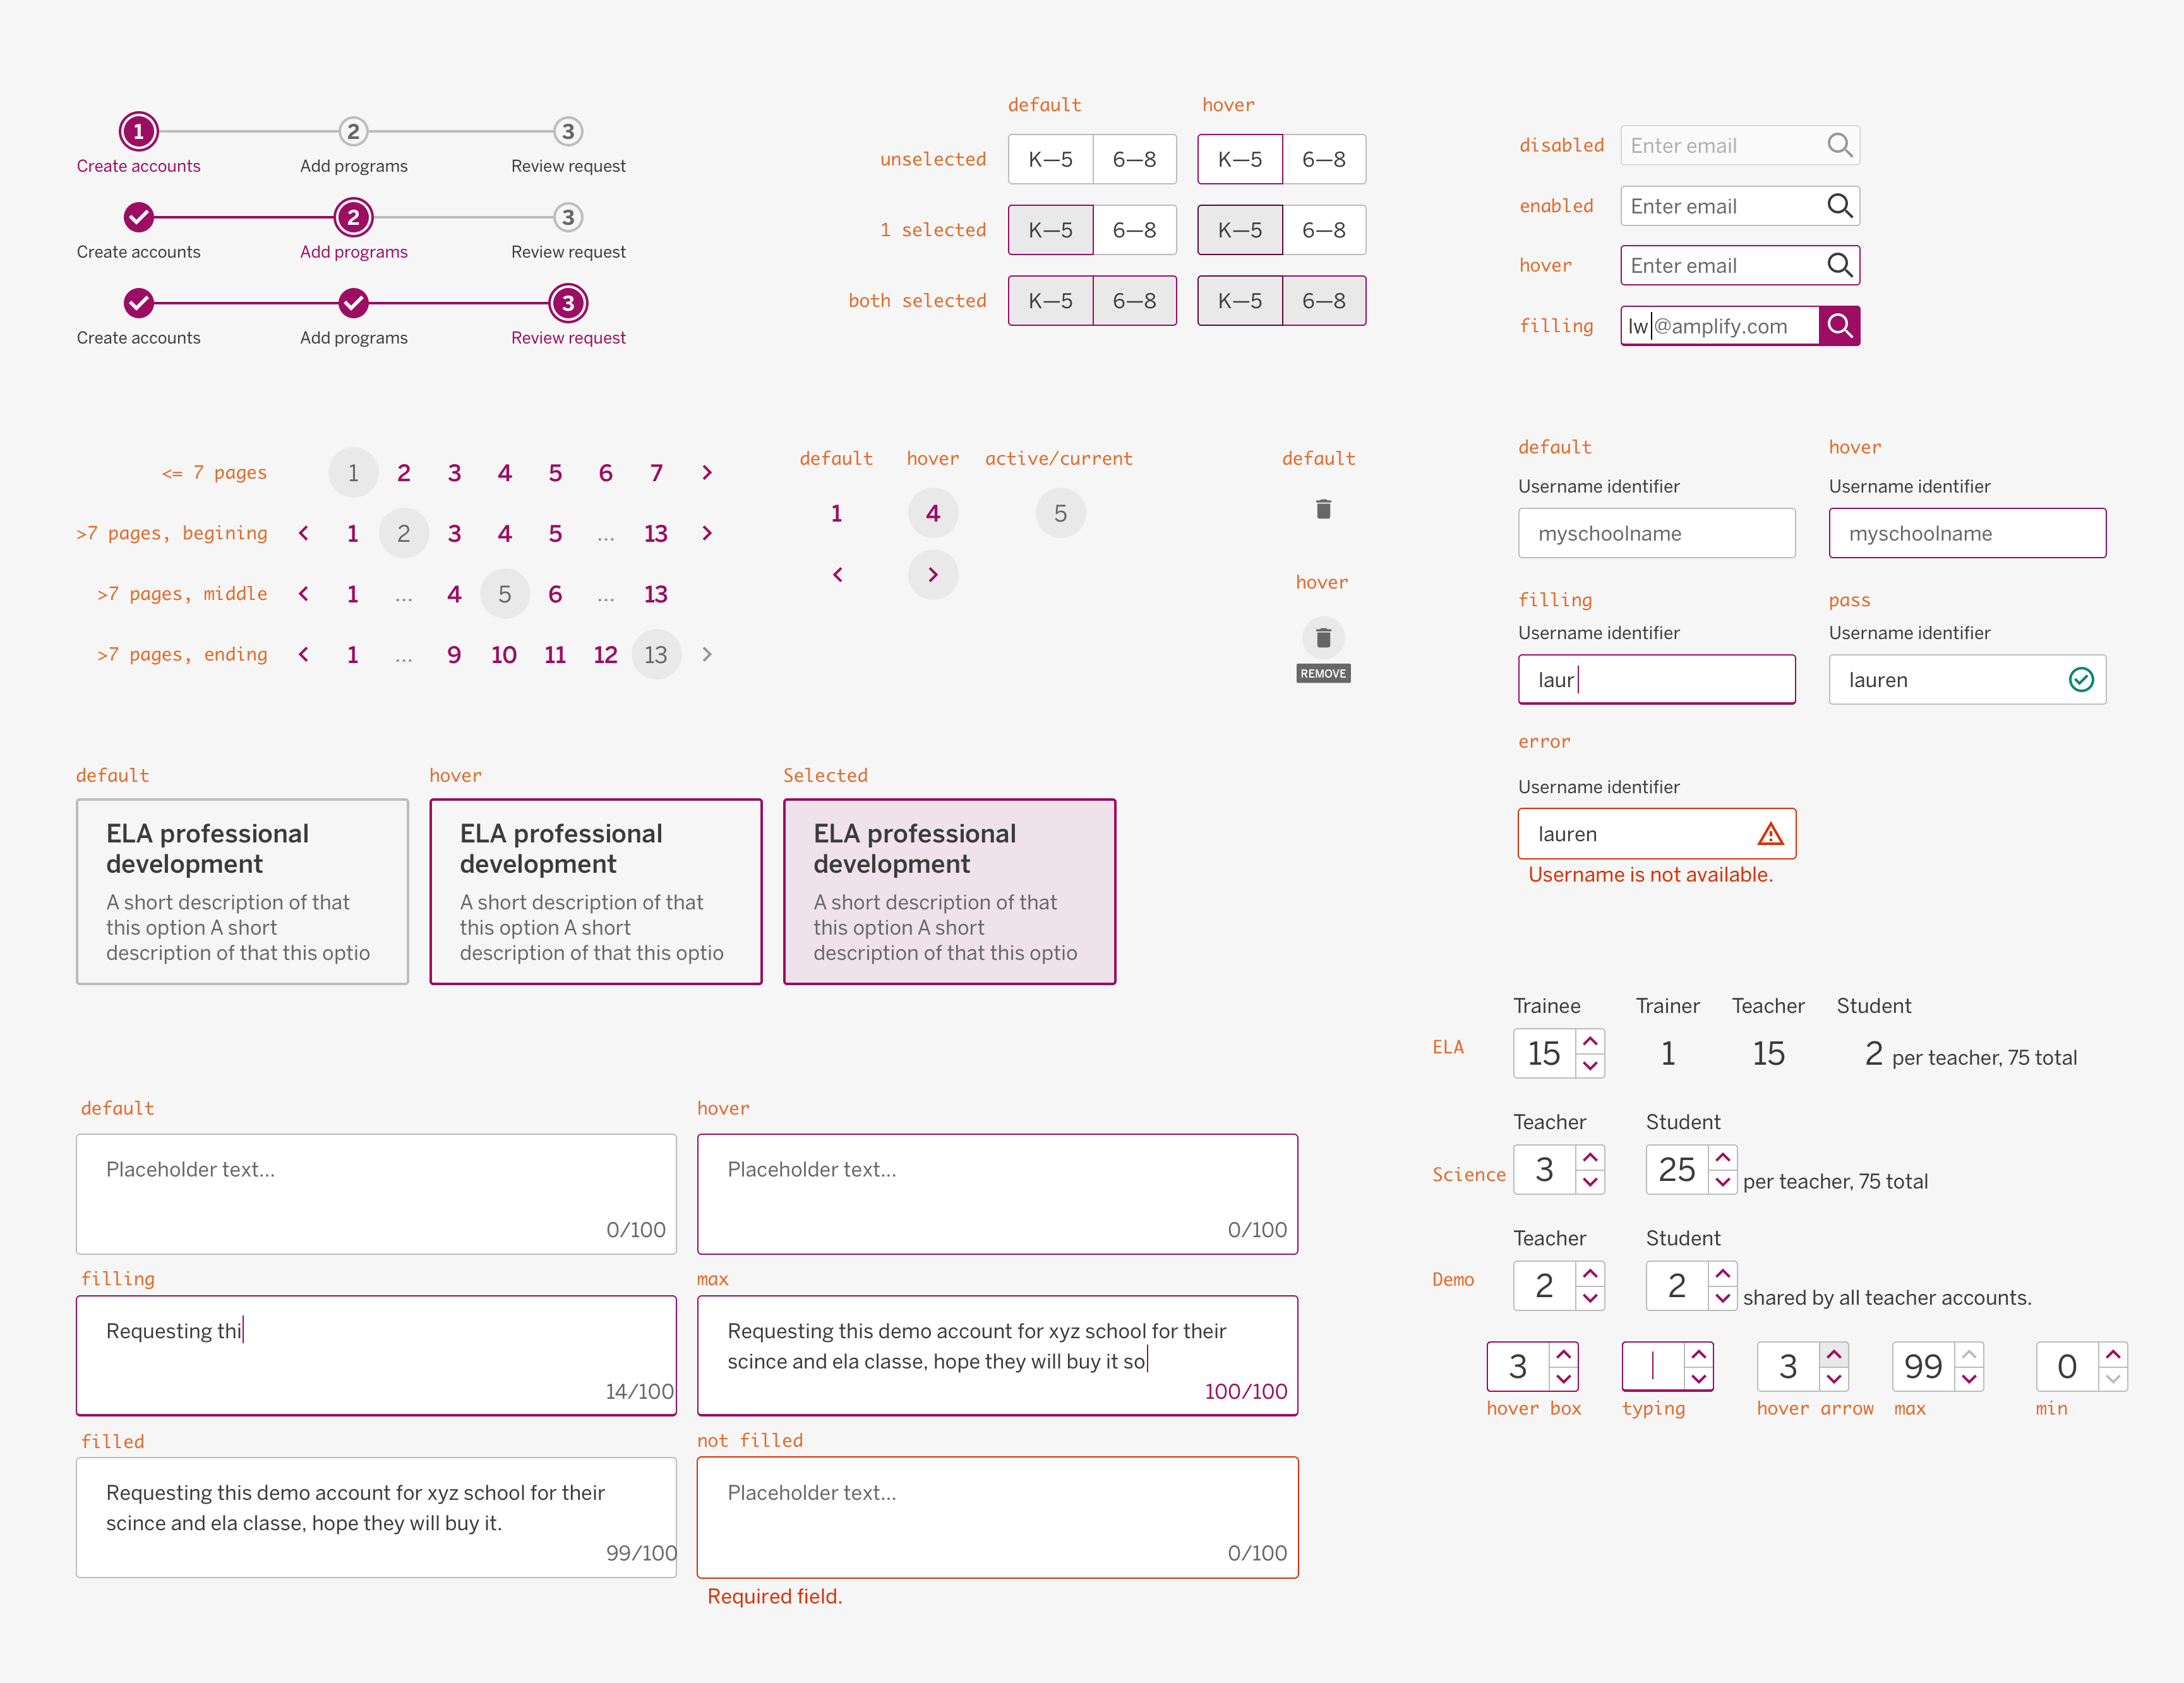 1 2 3
Create accounts Add programs Review request
2 3
Create accounts Add programs Review request
3
Create accounts Add programs Review request
default hover
unselected K—5 6—8 K—5 6—8
1 selected K—5 6—8 K—5 6—8
both selected K—5 6—8 K—5 6—8
disabled Enter email
enabled Enter email
hover Enter email
filling lw@amplify.com
<= 7 pages 1 2 3 4 5 6 7 >
>7 pages, begining < 1 2 3 4 5 ... 13 >
>7 pages, middle < 1 ... 4 5 6 ... 13
>7 pages, ending < 1 ... 9 10 11 12 13 >
default hover active/current
1 4 5
< >
default
hover
REMOVE
default hover
Username identifier Username identifier
myschoolname myschoolname
filling pass
Username identifier Username identifier
laur lauren
error
Username identifier
lauren
Username is not available.
default hover Selected
ELA professional ELA professional ELA professional
development development development
A short description of that A short description of that A short description of that
this option A short this option A short this option A short
description of that this optio description of that this optio description of that this optio
Trainee Trainer Teacher Student
ELA 15 1 15 2 per teacher, 75 total
Teacher Student
Science 3 25 per teacher, 75 total
Teacher Student
Demo 2 2 shared by all teacher accounts.
3 3 99 0
hover box typing hover arrow max min
default hover
Placeholder text... Placeholder text...
0/100 0/100
filling max
Requesting thi Requesting this demo account for xyz school for their
scince and ela classe, hope they will buy it so
14/100 100/100
filled not filled
Requesting this demo account for xyz school for their Placeholder text...
scince and ela classe, hope they will buy it.
99/100 0/100
Required field.